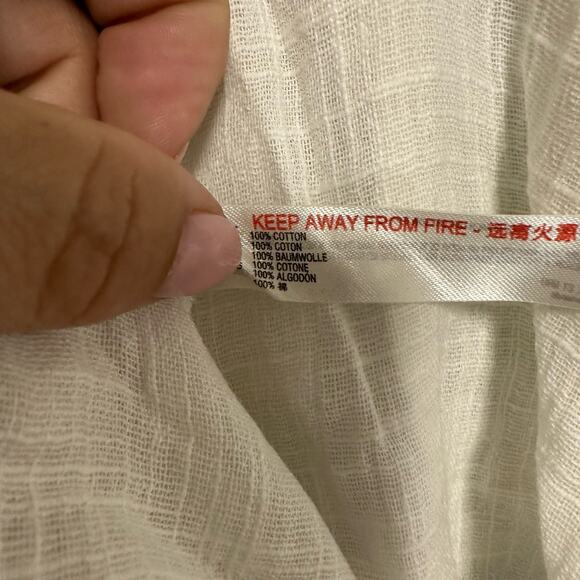 KEEP AWAY FROM FIRE - 远离火源
100% COTTON
100% COTON
100% BAUMWOLLE
100% COTONE
100% ALGODÓN
100% 棉